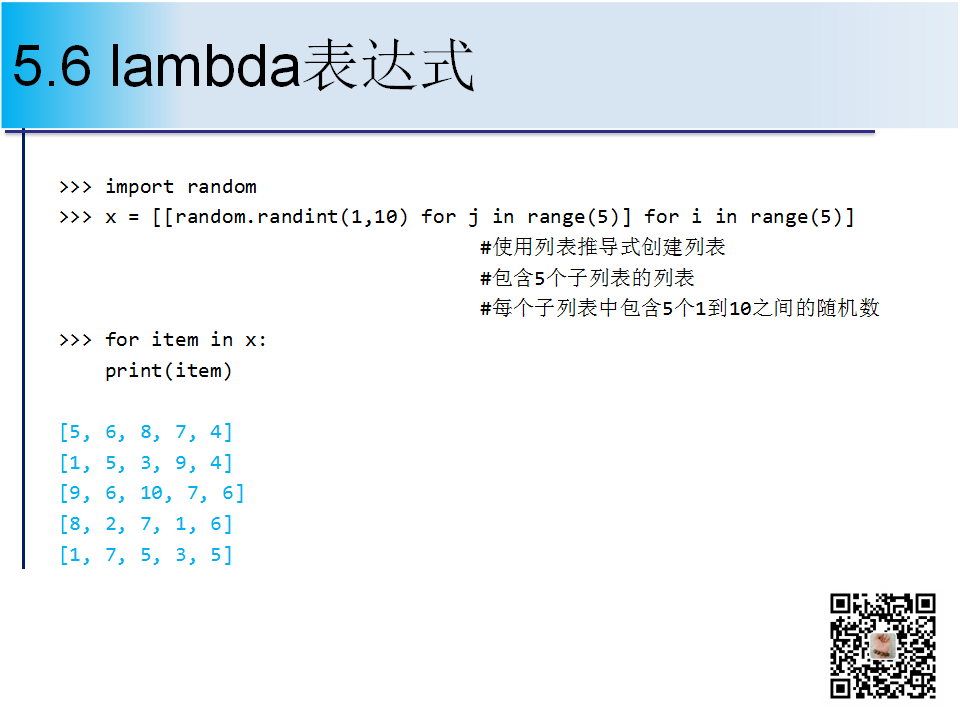 5.6 lambda表达式
>>> import random
>>> x = [[random.randint(1,10) for j in range(5)] for i in range(5)]
#使用列表推导式创建列表
#包含5个子列表的列表
#每个子列表中包含5个1到10之间的随机数
>>> for item in x:
    print(item)
[5, 6, 8, 7, 4]
[1, 5, 3, 9, 4]
[9, 6, 10, 7, 6]
[8, 2, 7, 1, 6]
[1, 7, 5, 3, 5]